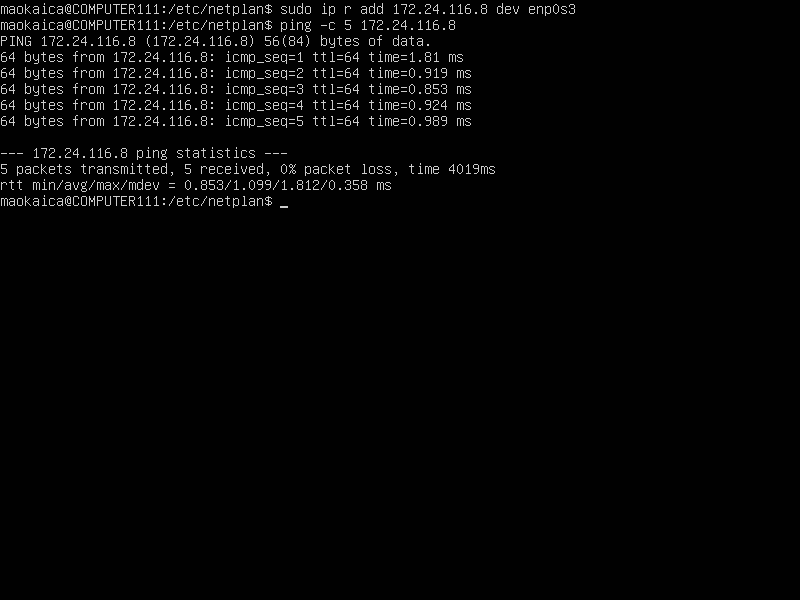 maokaica@COMPUTER111:/etc/netplan$ sudo ip r add 172.24.116.8 dev enp0s3
maokaica@COMPUTER111:/etc/netplan$ ping -c 5 172.24.116.8
PING 172.24.116.8 (172.24.116.8) 56(84) bytes of data.
64 bytes from 172.24.116.8: icmp_seq=1 ttl=64 time=1.81 ms
64 bytes from 172.24.116.8: icmp_seq=2 ttl=64 time=0.919 ms
64 bytes from 172.24.116.8: icmp_seq=3 ttl=64 time=0.853 ms
64 bytes from 172.24.116.8: icmp_seq=4 ttl=64 time=0.924 ms
64 bytes from 172.24.116.8: icmp_seq=5 ttl=64 time=0.989 ms

--- 172.24.116.8 ping statistics ---
5 packets transmitted, 5 received, 0% packet loss, time 4019ms
rtt min/avg/max/mdev = 0.853/1.099/1.812/0.358 ms
maokaica@COMPUTER111:/etc/netplan$ _